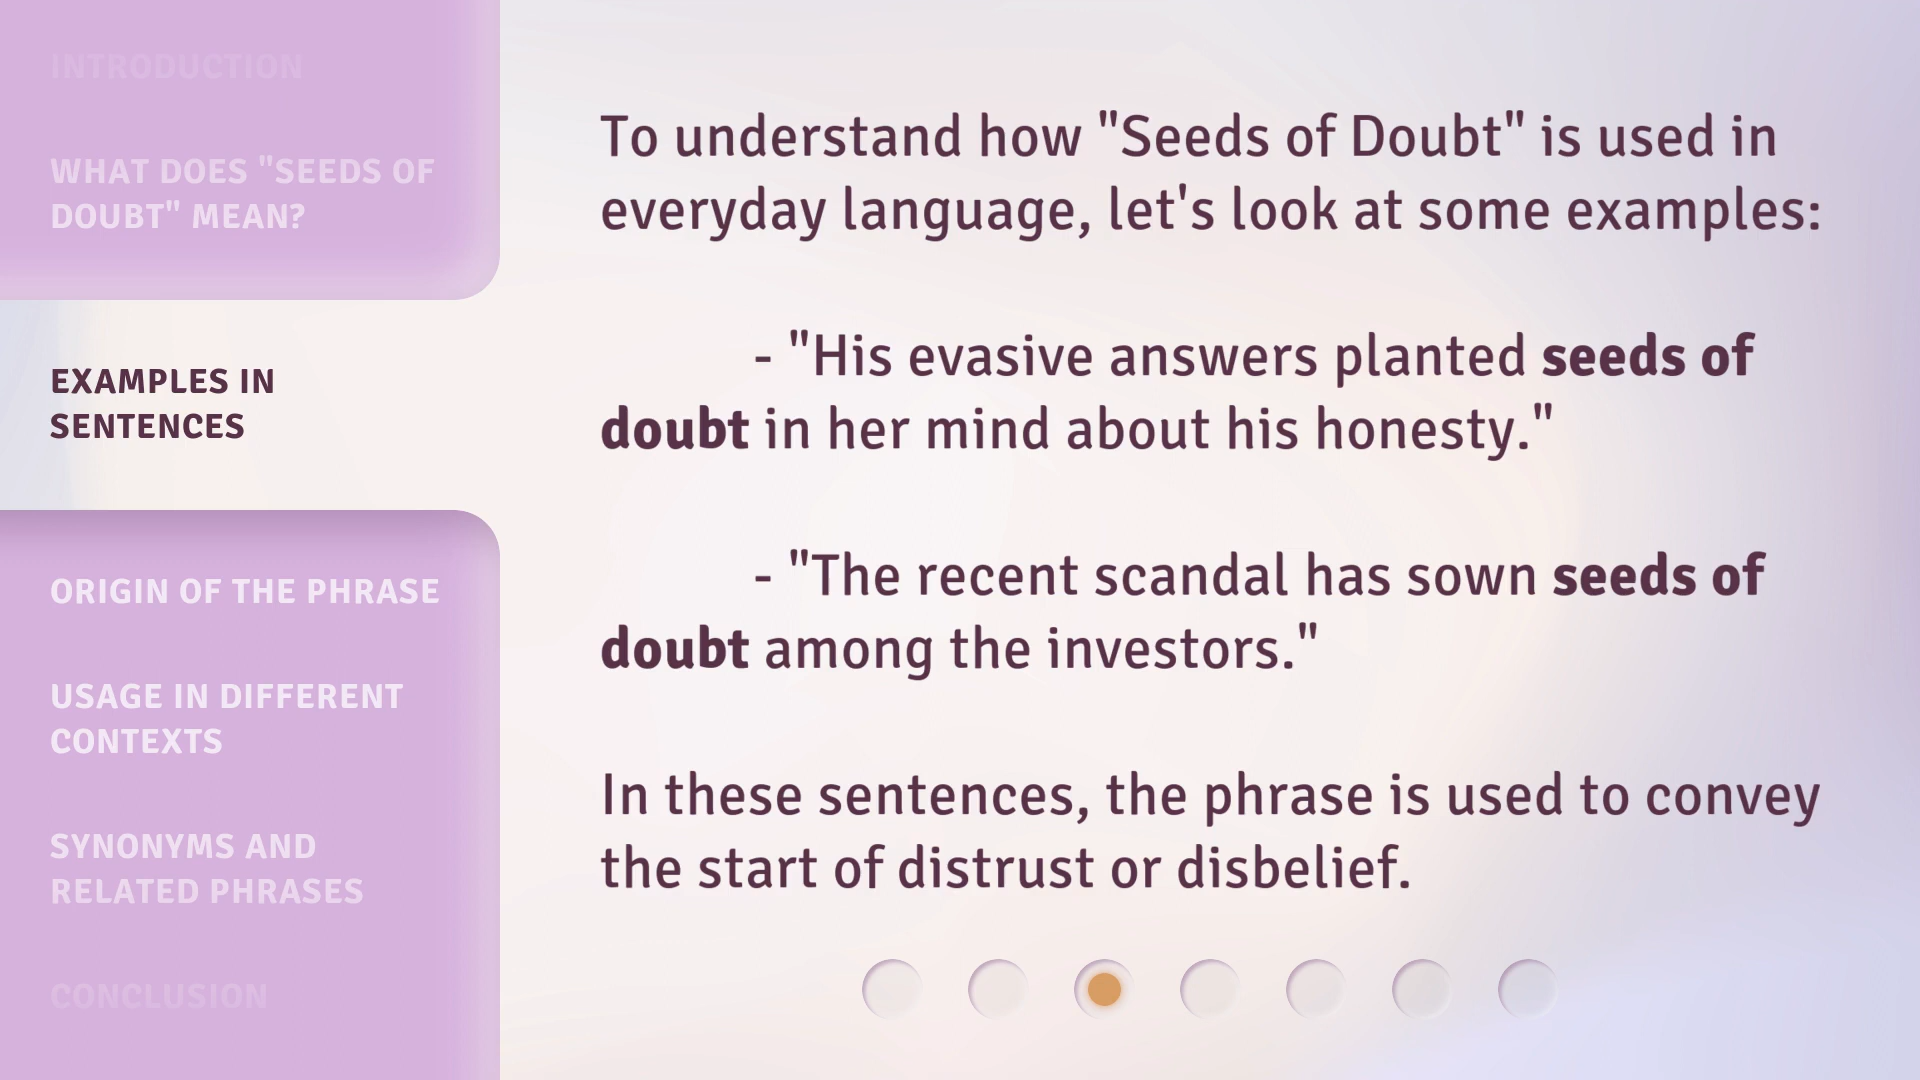 INTRODUCTION
WHAT DOES "SEEDS OF
DOUBT" MEAN?
EXAMPLES IN
SENTENCES
ORIGIN OF THE PHRASE
USAGE IN DIFFERENT
CONTEXTS
SYNONYMS AND
RELATED PHRASES
CONCLUSION
To understand how "Seeds of Doubt" is used in
everyday language, let's look at some examples:
- "His evasive answers planted seeds of
doubt in her mind about his honesty."
- "The recent scandal has sown seeds of
doubt among the investors."
In these sentences, the phrase is used to convey
the start of distrust or disbelief.